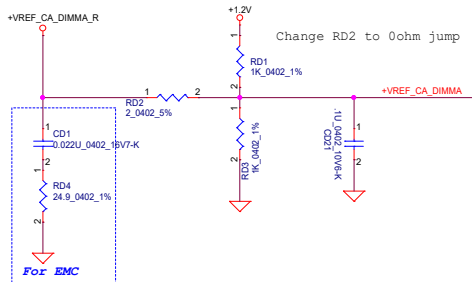 +1.2V
+VREF_CA_DIMMA_R
Change RD2 to 0ohm jump
1
RD1
1K_0402_1%
2
1
2
+VREF_CA_DIMMA
RD2
2_0402_5%
1
CD1
0.022U_0402_16V7-K
2
1
RD4
24.9_0402_1%
2
1
RD3
1K_0402_1%
2
1
.1U_0402_10V6-K
CD21
2
For EMC